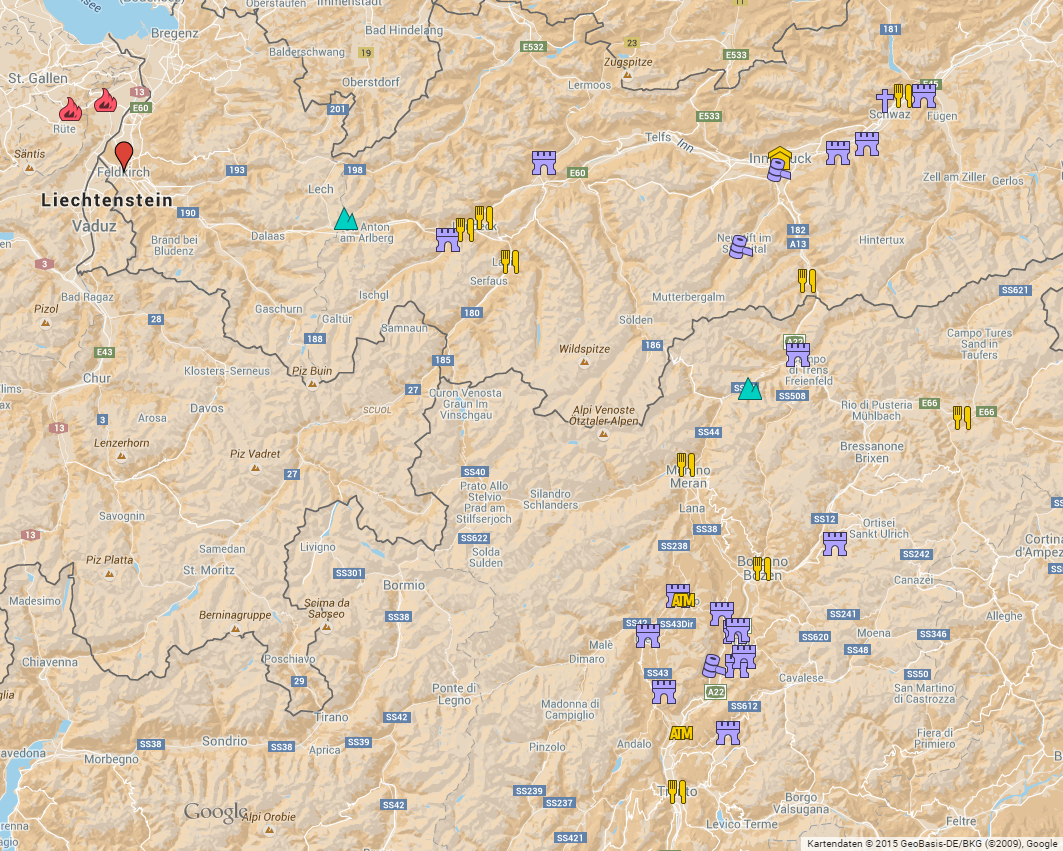 Oberstaufen
Immenstadt
181
Bregenz
Bad Hindelang
E532
23
E533
Balderschwang
19
Zugspitze
St. Gallen
Oberstdorf
Lermoos
E45
13
E60
201
E533
Schwaz
Fügen
Rüte
Telfs
Inn
Säntis
Feldkirch
193
198
E60
Zell am Ziller
Gerlos
Lech
Liechtenstein
190
Vaduz
Dalaas
St. Anton
am Arlberg
182
A13
Brand bei
Bludenz
Hintertux
3
Serfaus
Bad Ragaz
Ischgl
Mutterbergalm
SS621
Pizol
Gaschurn
180
28
Galtür
Samnaun
Sölden
188
A22
Campo Tures
Sand in
Taufers
E43
Wildspitze
186
185
di Trens
Freienfeld
Klosters-Serneus
Piz Buin
Chur
27
Curon Venosta
Graun Im
Vinschgau
SS508
Davos
SCUOL
Alpi Venoste
Ötztaler Alpen
Rio di Pusteria
Mühlbach
E66
E66
3
Arosa
13
SS44
Lenzerhorn
Bressanone
Brixen
Piz Vadret
27
SS40
Meran
Prato Allo
Stelvio
Prad am
Stilfserjoch
Silandro
Schlanders
Lana
Savognin
SS12
Ortisei
Sankt Ulrich
13
SS38
SS622
Livigno
Samedan
SS238
Solda
Sulden
SS242
Piz Platta
St. Moritz
SS301
Bormio
Bozen
Canazei
Madesimo
Scima da
Saoseo
Berninagruppe
SS38
SS43Dir
SS241
Alleghe
SS620
Moena
SS346
Chiavenna
Poschiavo
Malè
Dimaro
SS48
29
SS43
Cavalese
SS50
Ponte di
Legno
A22
San Martino
di Castrozza
Madonna di
Campiglio
SS612
Tirano
SS42
SS38
Sondrio
SS38
Aprica
SS39
Pinzolo
Andalo
ATM
Fiera di
Primiero
Morbegno
SS239
SS237
SS42
Borgo
Valsugana
Google
Alpi Orobie
Levico Terme
Feltre
SS421
Kartendaten © 2015 GeoBasis-DE/BKG (©2009), Google